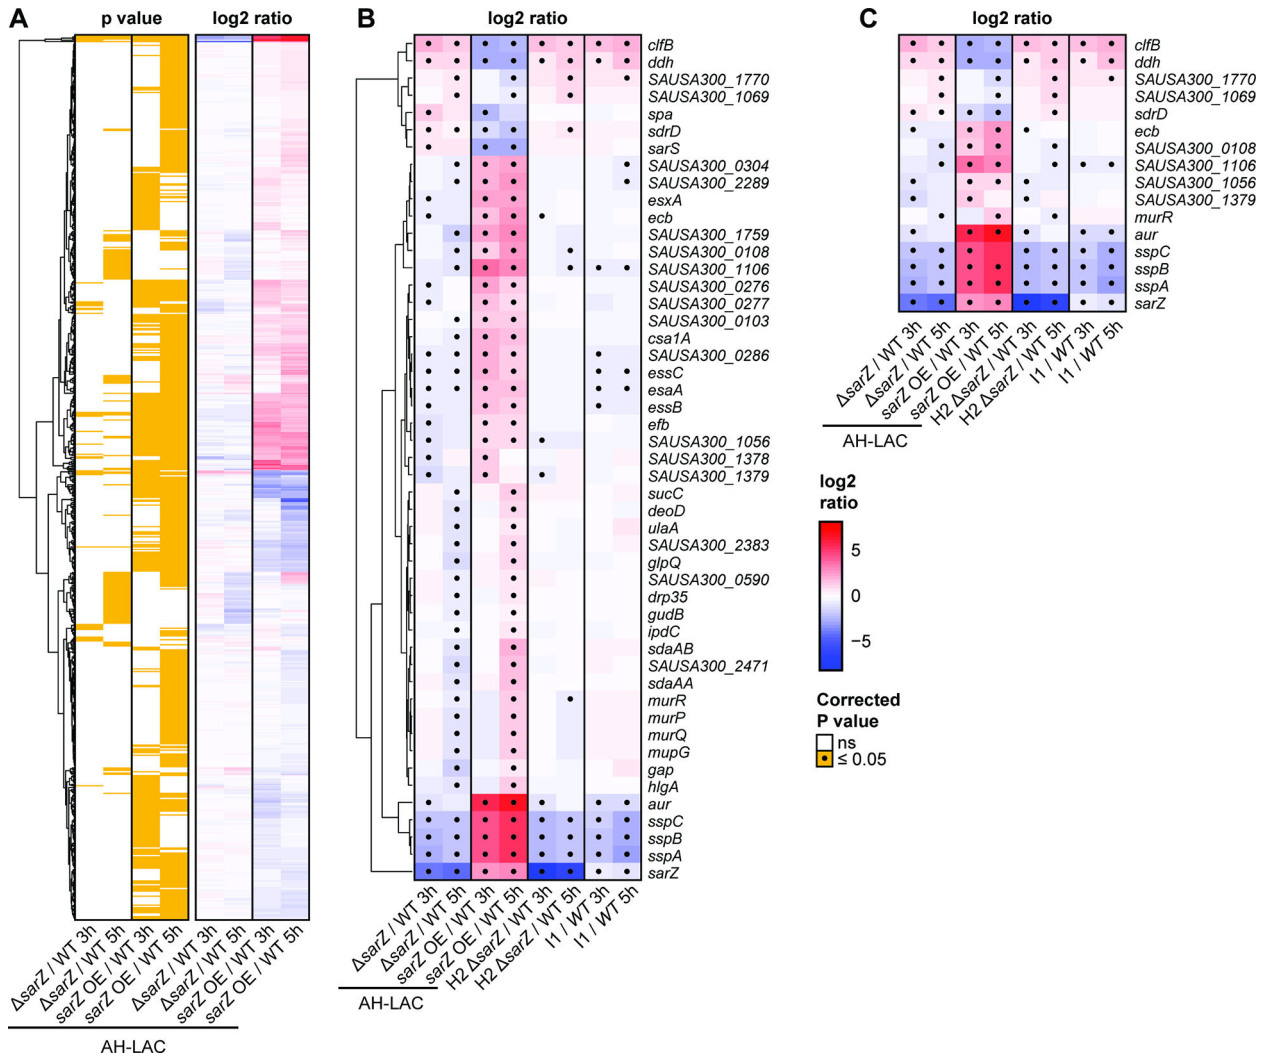 A
p value
log2 ratio
ΔsarZ / WT 3h
ΔsarZ / WT 5h
sarZ OE / WT 3h
sarZ OE / WT 5h
ΔsarZ / WT 3h
ΔsarZ / WT 5h
sarZ OE / WT 3h
sarZ OE / WT 5h
AH-LAC
B
log2 ratio
clfB
ddh
SAUSA300_1770
SAUSA300_1069
spa
sdrD
sarS
SAUSA300_0304
SAUSA300_2289
esxA
ecb
SAUSA300_1759
SAUSA300_0108
SAUSA300_1106
SAUSA300_0276
SAUSA300_0277
SAUSA300_0103
csa1A
SAUSA300_0286
essC
esaA
essB
efb
SAUSA300_1056
SAUSA300_1378
SAUSA300_1379
sucC
deoD
ulaA
SAUSA300_2383
glpQ
SAUSA300_0590
drp35
gudB
ipdC
sdaAB
SAUSA300_2471
sdaAA
murR
murP
murQ
mupG
gap
hlgA
aur
sspC
sspB
sspA
sarZ
ΔsarZ / WT 3h
ΔsarZ / WT 5h
sarZ OE / WT 3h
sarZ OE / WT 5h
H2 ΔsarZ / WT 3h
H2 ΔsarZ / WT 5h
I1 / WT 3h
I1 / WT 5h
AH-LAC
C
log2 ratio
clfB
ddh
SAUSA300_1770
SAUSA300_1069
sdrD
ecb
SAUSA300_0108
SAUSA300_1106
SAUSA300_1056
SAUSA300_1379
murR
aur
sspC
sspB
sspA
sarZ
ΔsarZ / WT 3h
ΔsarZ / WT 5h
sarZ OE / WT 3h
sarZ OE / WT 5h
H2 ΔsarZ / WT 3h
H2 ΔsarZ / WT 5h
I1 / WT 3h
I1 / WT 5h
AH-LAC
log2
ratio
5
0
−5
Corrected
P value
ns
≤ 0.05